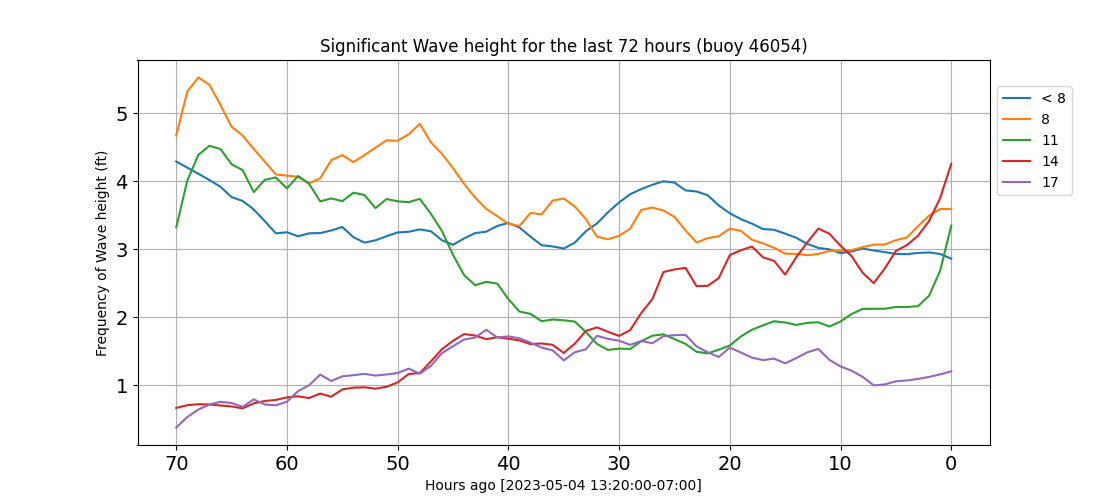 Significant Wave height for the last 72 hours (buoy 46054)
Frequency of Wave height (ft)
5
4
3
2
1
70 60 50 40 30 20 10 0
Hours ago [2023-05-04 13:20:00-07:00]
< 8
8
11
14
17